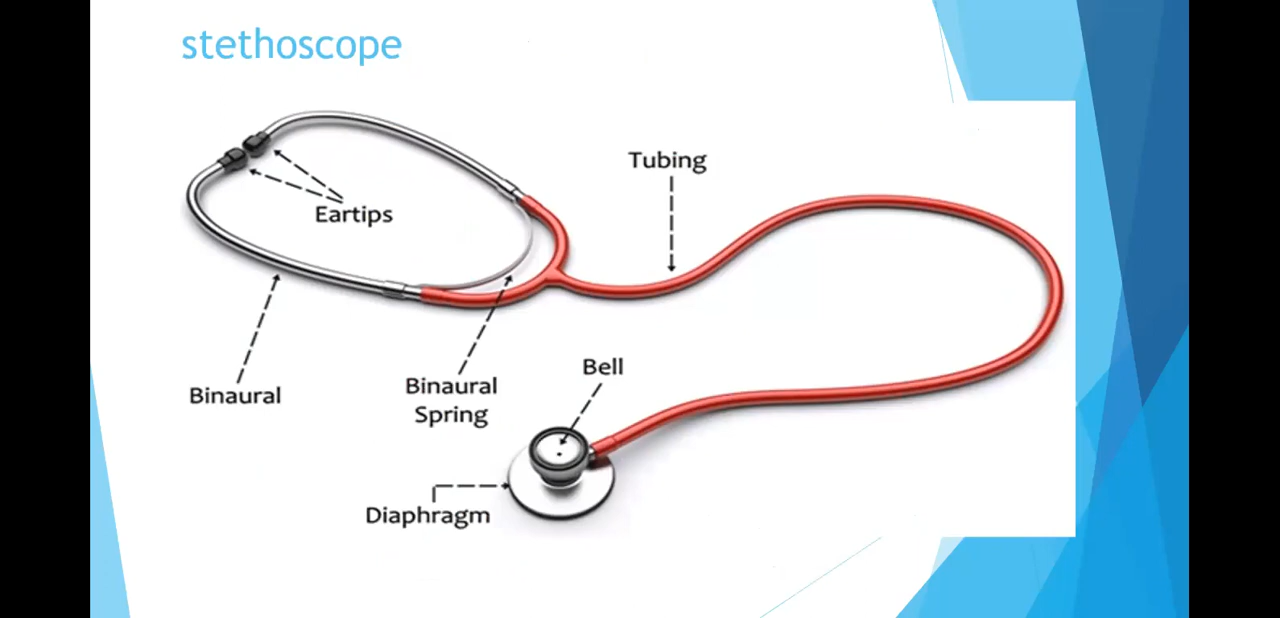 stethoscope
Tubing
Eartips
Bell
Binaural
Binaural
Spring
Diaphragm